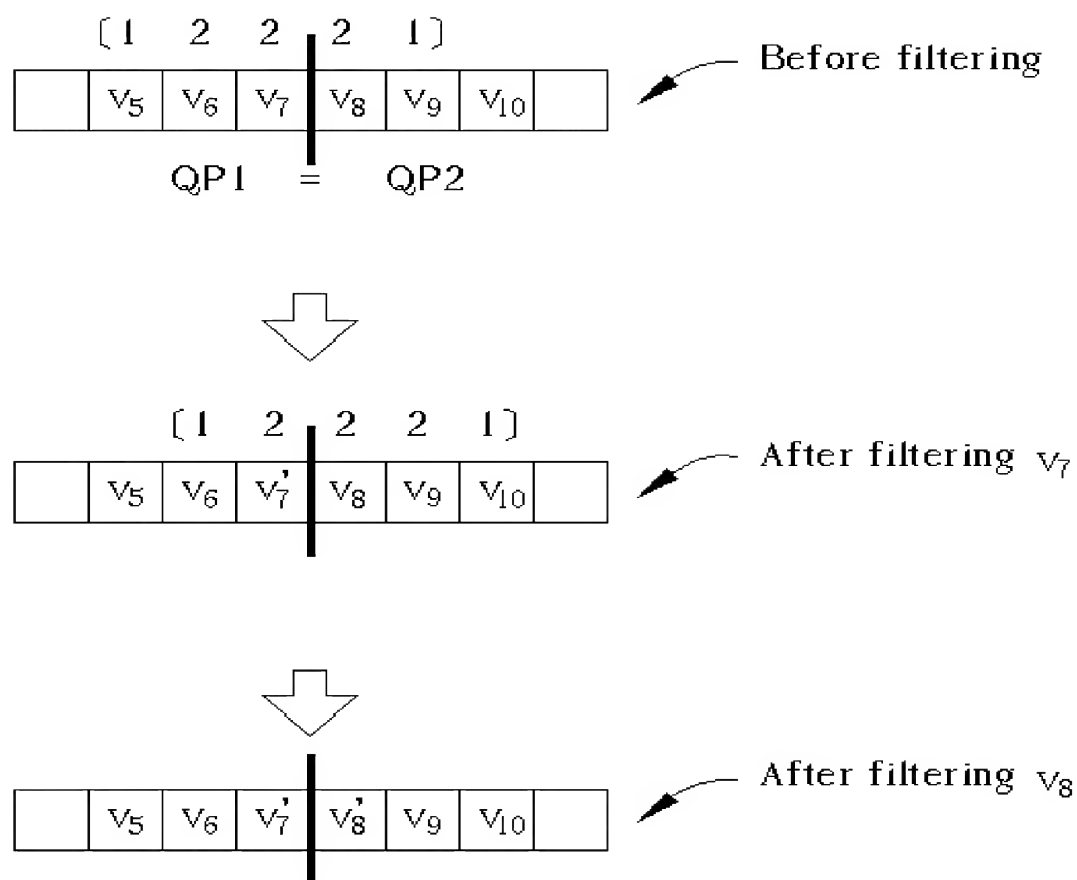 [1 2 2 2 1]
Before filtering
V5 V6 V7 V8 V9 V10
QP1 = QP2
[1 2 2 2 1]
After filtering V7
V5 V6 V7' V8 V9 V10
After filtering V8
V5 V6 V7' V8' V9 V10